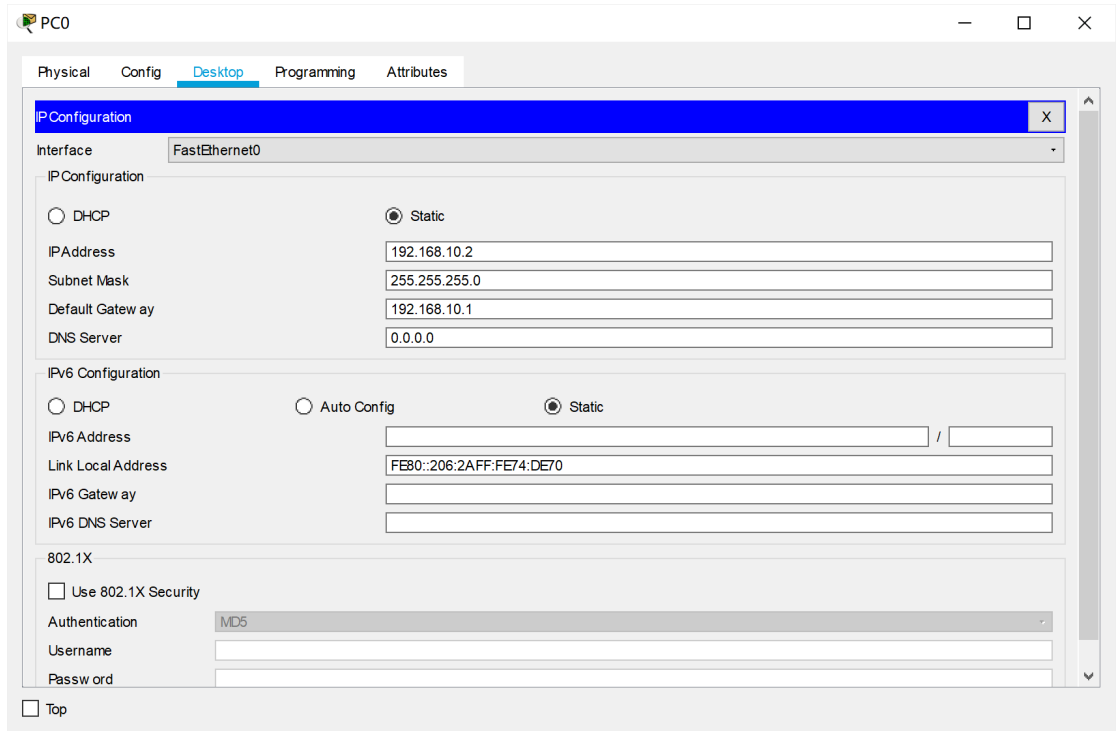 PC0
Physical Config Desktop Programming Attributes
IP Configuration X
Interface FastEthernet0
IP Configuration
DHCP Static
IP Address 192.168.10.2
Subnet Mask 255.255.255.0
Default Gateway 192.168.10.1
DNS Server 0.0.0.0
IPv6 Configuration
DHCP Auto Config Static
IPv6 Address /
Link Local Address FE80::206:2AFF:FE74:DE70
IPv6 Gateway
IPv6 DNS Server
802.1X
Use 802.1X Security
Authentication MD5
Username
Password
Top